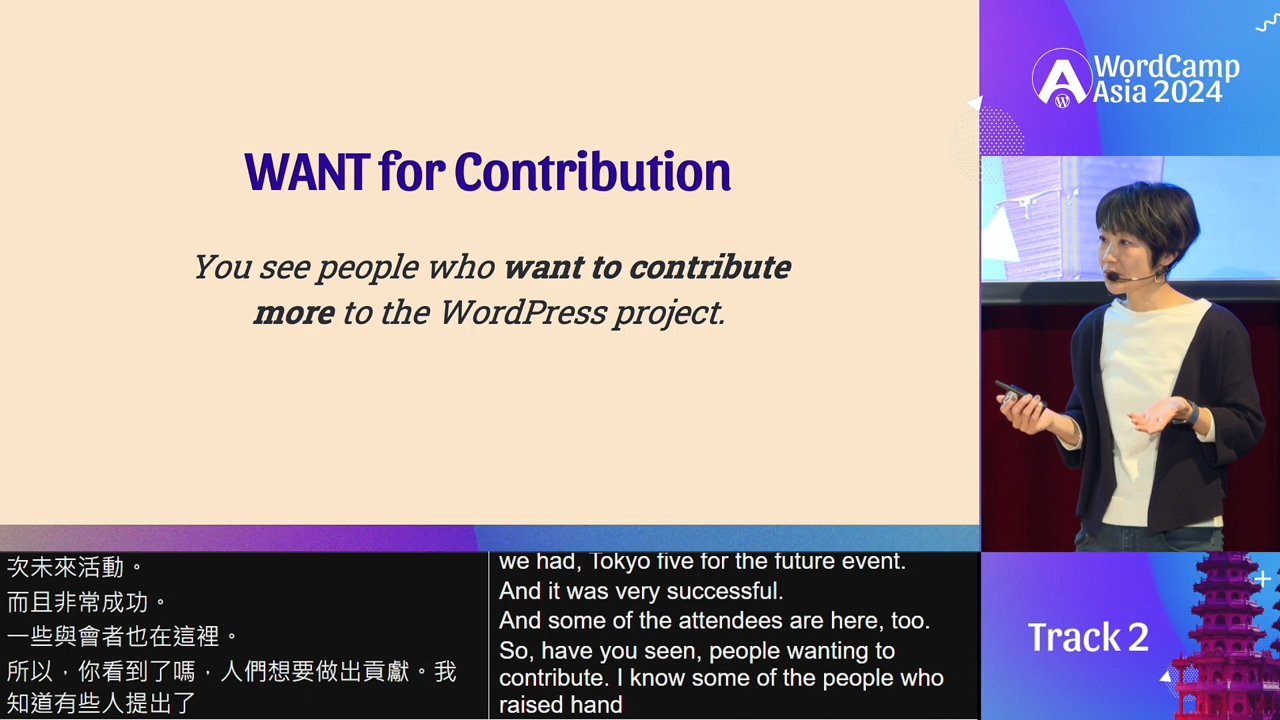 WANT for Contribution
You see people who want to contribute
more to the WordPress project.
WordCamp
Asia 2024
次未來活動。
而且非常成功。
一些與會者也在這裡。
所以，你看到了嗎，人們想要做出貢獻。我
知道有些人提出了
we had, Tokyo five for the future event.
And it was very successful.
And some of the attendees are here, too.
So, have you seen, people wanting to
contribute. I know some of the people who
raised hand
Track 2